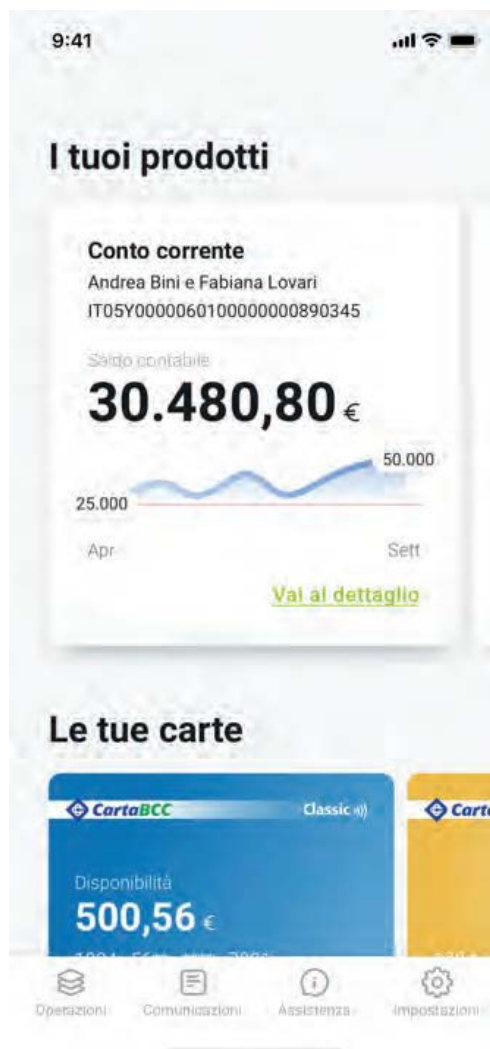 9:41
I tuoi prodotti
Conto corrente
Andrea Bini e Fabiana Lovari
IT05Y0000060100000000890345
Saldo contabile
30.480,80 €
50.000
25.000
Apr Sett
Vai al dettaglio
Le tue carte
CartaBCC Classic
Disponibilità
500,56 €
Operazioni Comunicazioni Assistenza Impostazioni